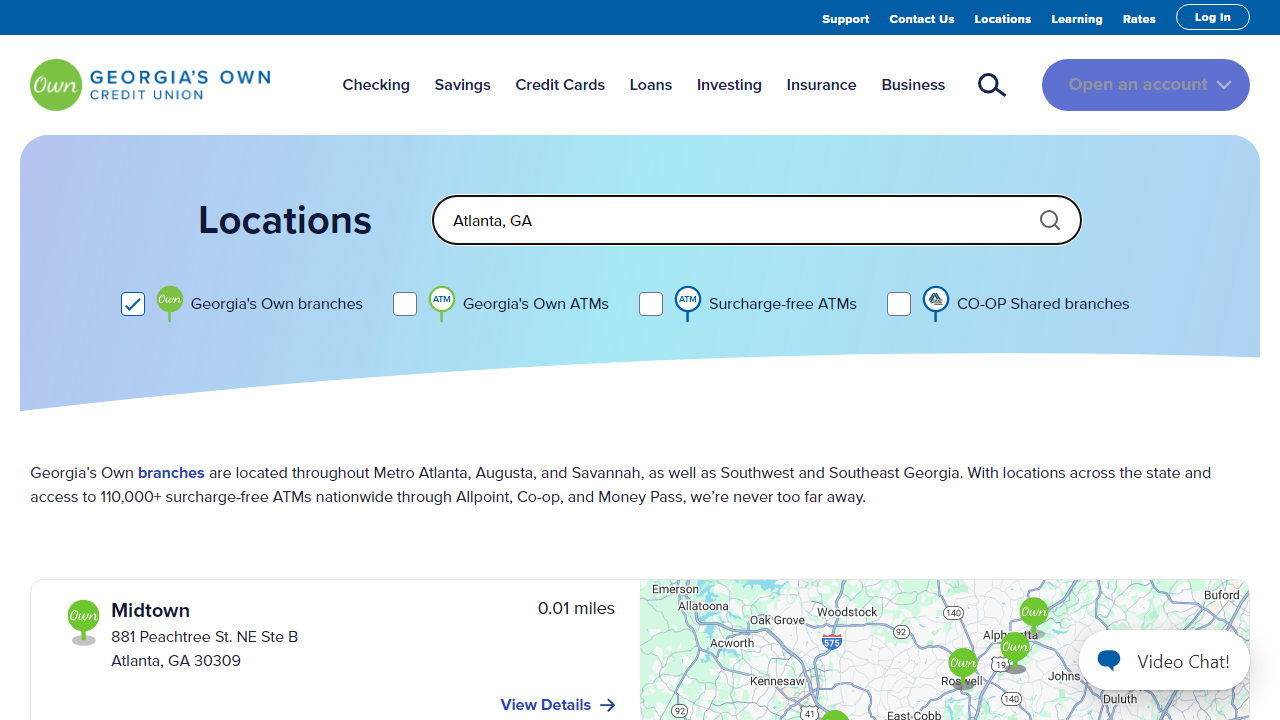 Support Contact Us Locations Learning Rates Log In
Own GEORGIA'S OWN
CREDIT UNION
Checking Savings Credit Cards Loans Investing Insurance Business Open an account
Locations Atlanta, GA
Own Georgia's Own branches ATM Georgia's Own ATMs ATM Surcharge-free ATMs CO-OP Shared branches
Georgia's Own branches are located throughout Metro Atlanta, Augusta, and Savannah, as well as Southwest and Southeast Georgia. With locations across the state and
access to 110,000+ surcharge-free ATMs nationwide through Allpoint, Co-op, and Money Pass, we're never too far away.
Own Midtown 0.01 miles
881 Peachtree St. NE Ste B
Atlanta, GA 30309
View Details
Emerson
Allatoona
Woodstock
Oak Grove
140
Own
Buford
Acworth
575
92
Alpharetta
Own
Own
19
Roswell
Kennesaw
Johns
140
Duluth
92
41
East Cobb
Video Chat!